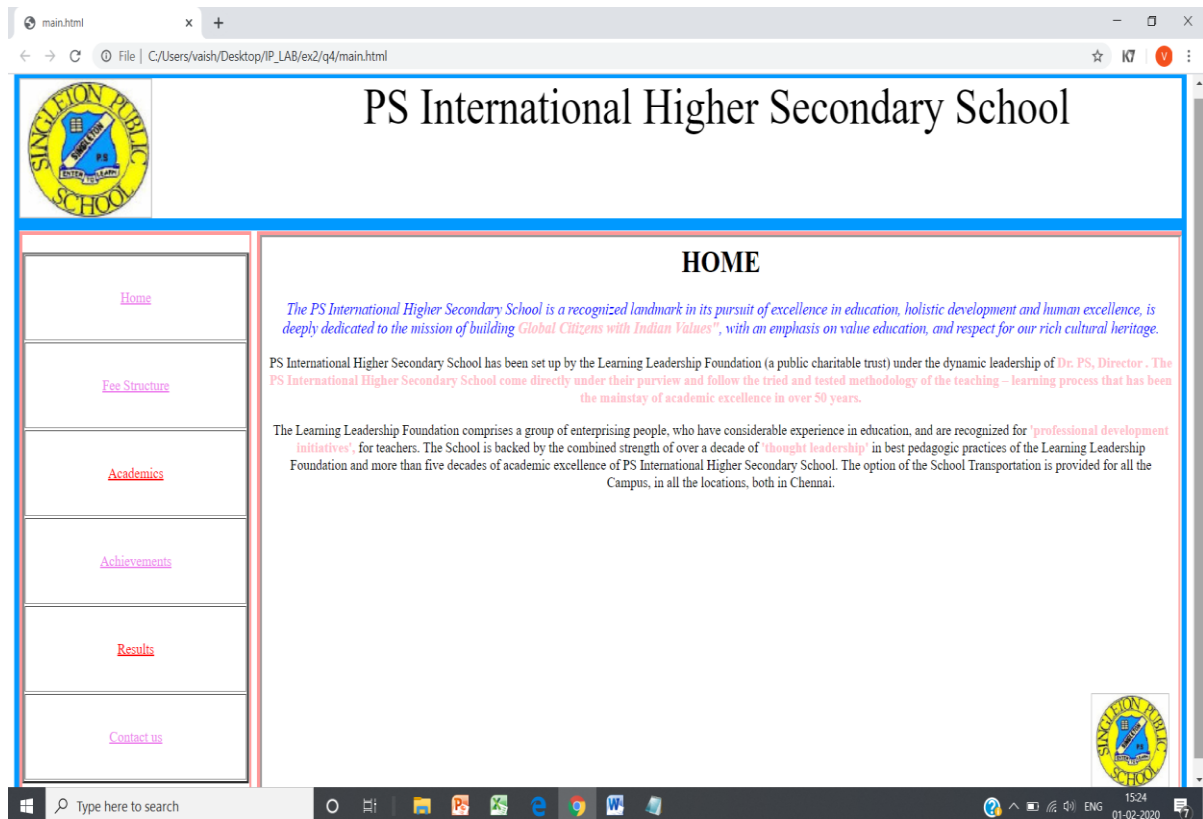 main.html
File | C:/Users/vaish/Desktop/IP_LAB/ex2/q4/main.html
K7
V
SINGLETON PUBLIC SCHOOL
SINGLETON
P.S
ENTER TO LEARN
PS International Higher Secondary School
Home
Fee Structure
Academics
Achievements
Results
Contact us
HOME
The PS International Higher Secondary School is a recognized landmark in its pursuit of excellence in education, holistic development and human excellence, is
deeply dedicated to the mission of building Global Citizens with Indian Values", with an emphasis on value education, and respect for our rich cultural heritage.
PS International Higher Secondary School has been set up by the Learning Leadership Foundation (a public charitable trust) under the dynamic leadership of Dr. PS, Director . The
PS International Higher Secondary School come directly under their purview and follow the tried and tested methodology of the teaching – learning process that has been
the mainstay of academic excellence in over 50 years.
The Learning Leadership Foundation comprises a group of enterprising people, who have considerable experience in education, and are recognized for 'professional development
initiatives', for teachers. The School is backed by the combined strength of over a decade of 'thought leadership' in best pedagogic practices of the Learning Leadership
Foundation and more than five decades of academic excellence of PS International Higher Secondary School. The option of the School Transportation is provided for all the
Campus, in all the locations, both in Chennai.
SINGLETON PUBLIC
SCHOOL
Type here to search
ENG
15:24
01-02-2020